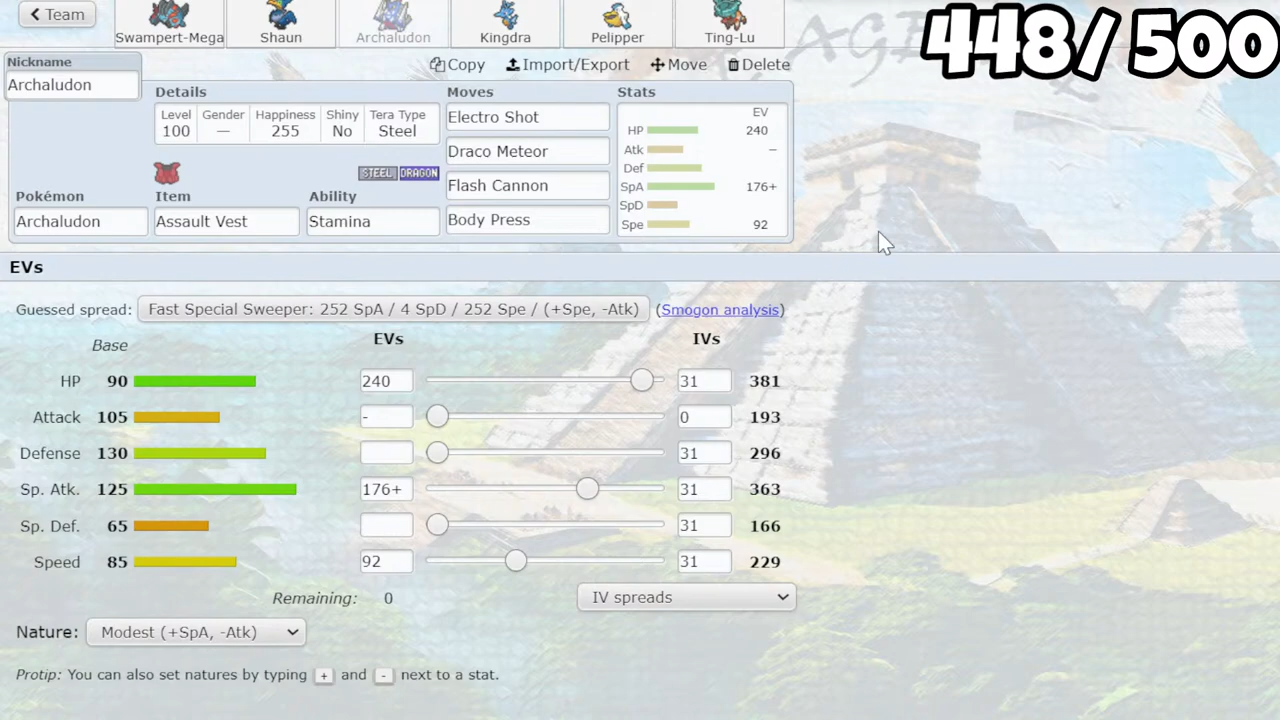 Team
Swampert-Mega
Shaun
Archaludon
Kingdra
Pelipper
Ting-Lu
448/500
Nickname
Archaludon
Copy
Import/Export
Move
Delete
Details
Moves
Stats
Level
100
Gender
—
Happiness
255
Shiny
No
Tera Type
Steel
Electro Shot
Draco Meteor
Flash Cannon
Body Press
EV
HP 240
Atk –
Def
SpA 176+
SpD
Spe 92
STEEL DRAGON
Pokémon
Archaludon
Item
Assault Vest
Ability
Stamina
EVs
Guessed spread: Fast Special Sweeper: 252 SpA / 4 SpD / 252 Spe / (+Spe, -Atk) (Smogon analysis)
Base EVs IVs
HP 90 240 31 381
Attack 105 - 0 193
Defense 130 31 296
Sp. Atk. 125 176+ 31 363
Sp. Def. 65 31 166
Speed 85 92 31 229
Remaining: 0 IV spreads
Nature: Modest (+SpA, -Atk)
Protip: You can also set natures by typing + and - next to a stat.